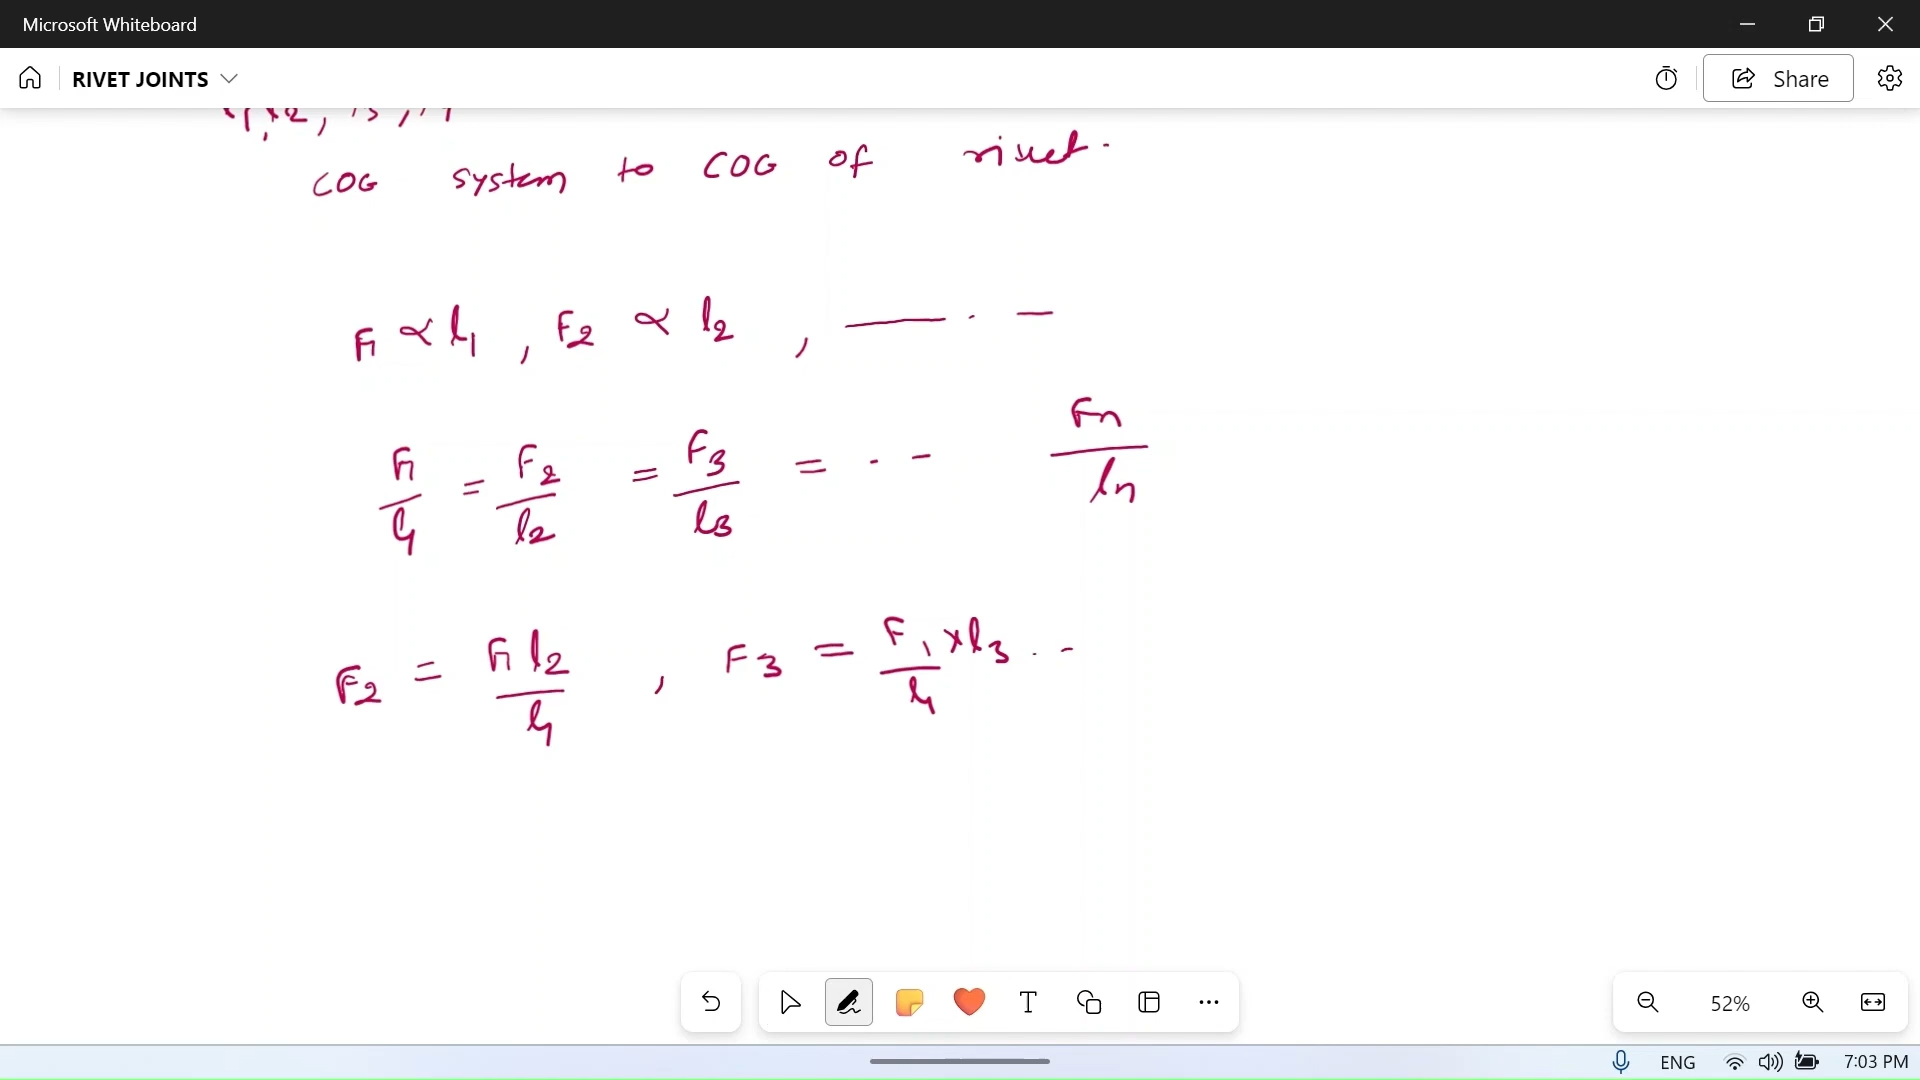 Microsoft Whiteboard
RIVET JOINTS
Share
COG system to COG of rivet.
F1 ∝ l1 , F2 ∝ l2 , —— . —
F1/l1 = F2/l2 = F3/l3 = . . – Fn/ln
F2 = F1 l2/l1 , F3 = F1 × l3/l1 . . –
52%
ENG 7:03 PM